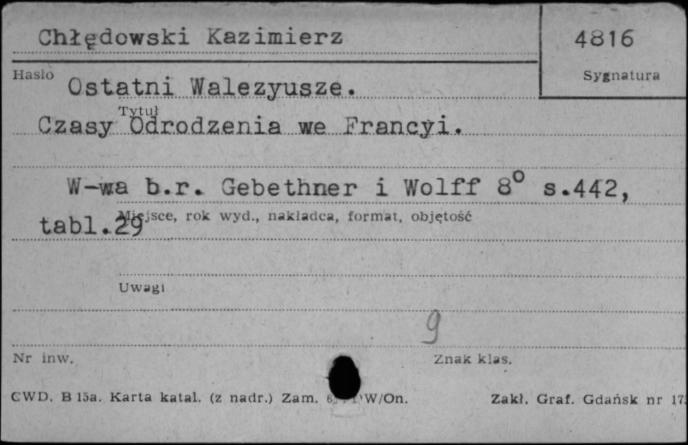 Chłędowski Kazimierz
4816
Hasło
Sygnatura
Ostatni Walezyusze.
Tytuł
Czasy Odrodzenia we Francyi.
W-wa b.r. Gebethner i Wolff 8° s.442,
Miejsce, rok wyd., nakładca, format, objętość
tabl.29
Uwagi
9
Nr inw.
Znak klas.
CWD. B 15a. Karta katal. (z nadr.) Zam. W/On.
Zakł. Graf. Gdańsk nr